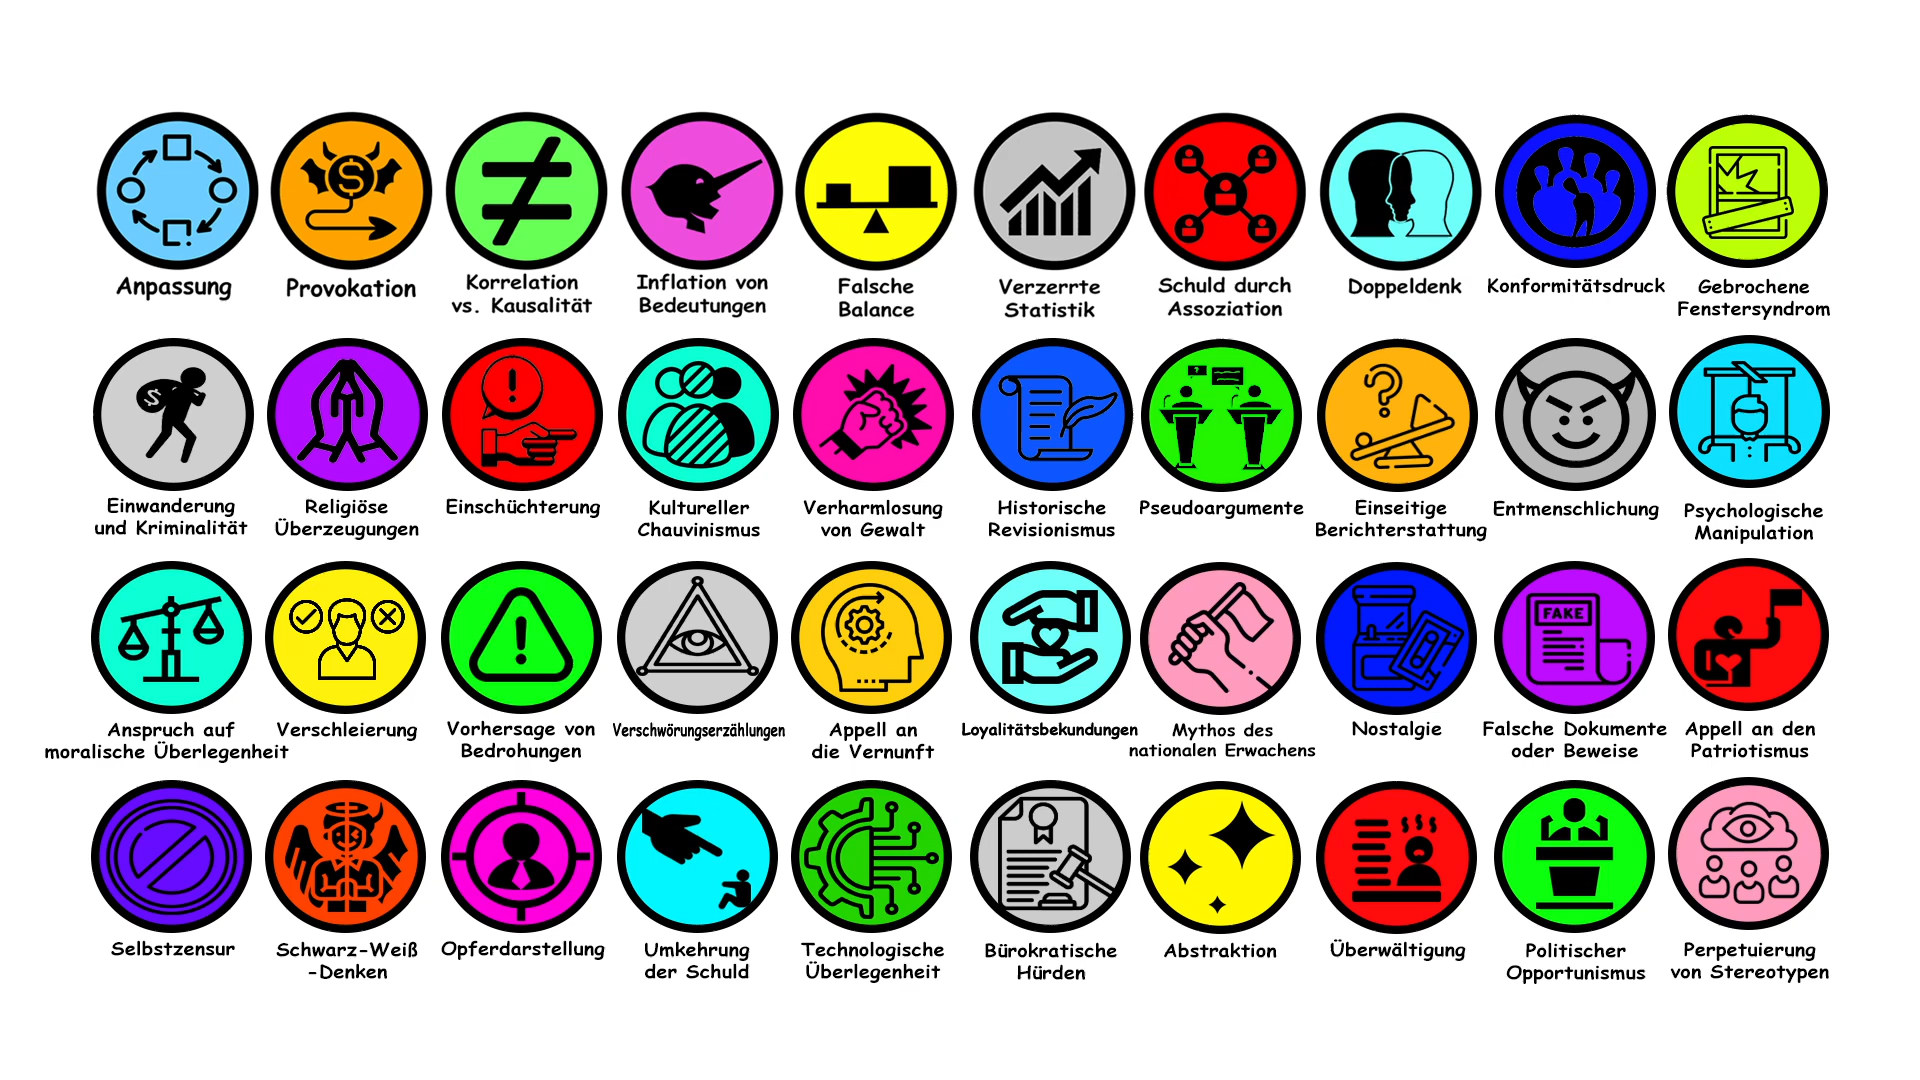 Anpassung
Provokation
Korrelation
vs. Kausalität
Inflation von
Bedeutungen
Falsche
Balance
Verzerrte
Statistik
Schuld durch
Assoziation
Doppeldenk
Konformitätsdruck
Gebrochene
Fenstersyndrom
$
$
?
Einwanderung
und Kriminalität
Religiöse
Überzeugungen
Einschüchterung
Kultureller
Chauvinismus
Verharmlosung
von Gewalt
Historische
Revisionismus
Pseudoargumente
Einseitige
Berichterstattung
Entmenschlichung
Psychologische
Manipulation
FAKE
Anspruch auf
moralische Überlegenheit
Verschleierung
Vorhersage von
Bedrohungen
Verschwörungserzählungen
Appell an
die Vernunft
Loyalitätsbekundungen
Mythos des
nationalen Erwachens
Nostalgie
Falsche Dokumente
oder Beweise
Appell an den
Patriotismus
Selbstzensur
Schwarz-Weiß
-Denken
Opferdarstellung
Umkehrung
der Schuld
Technologische
Überlegenheit
Bürokratische
Hürden
Abstraktion
Überwältigung
Politischer
Opportunismus
Perpetuierung
von Stereotypen